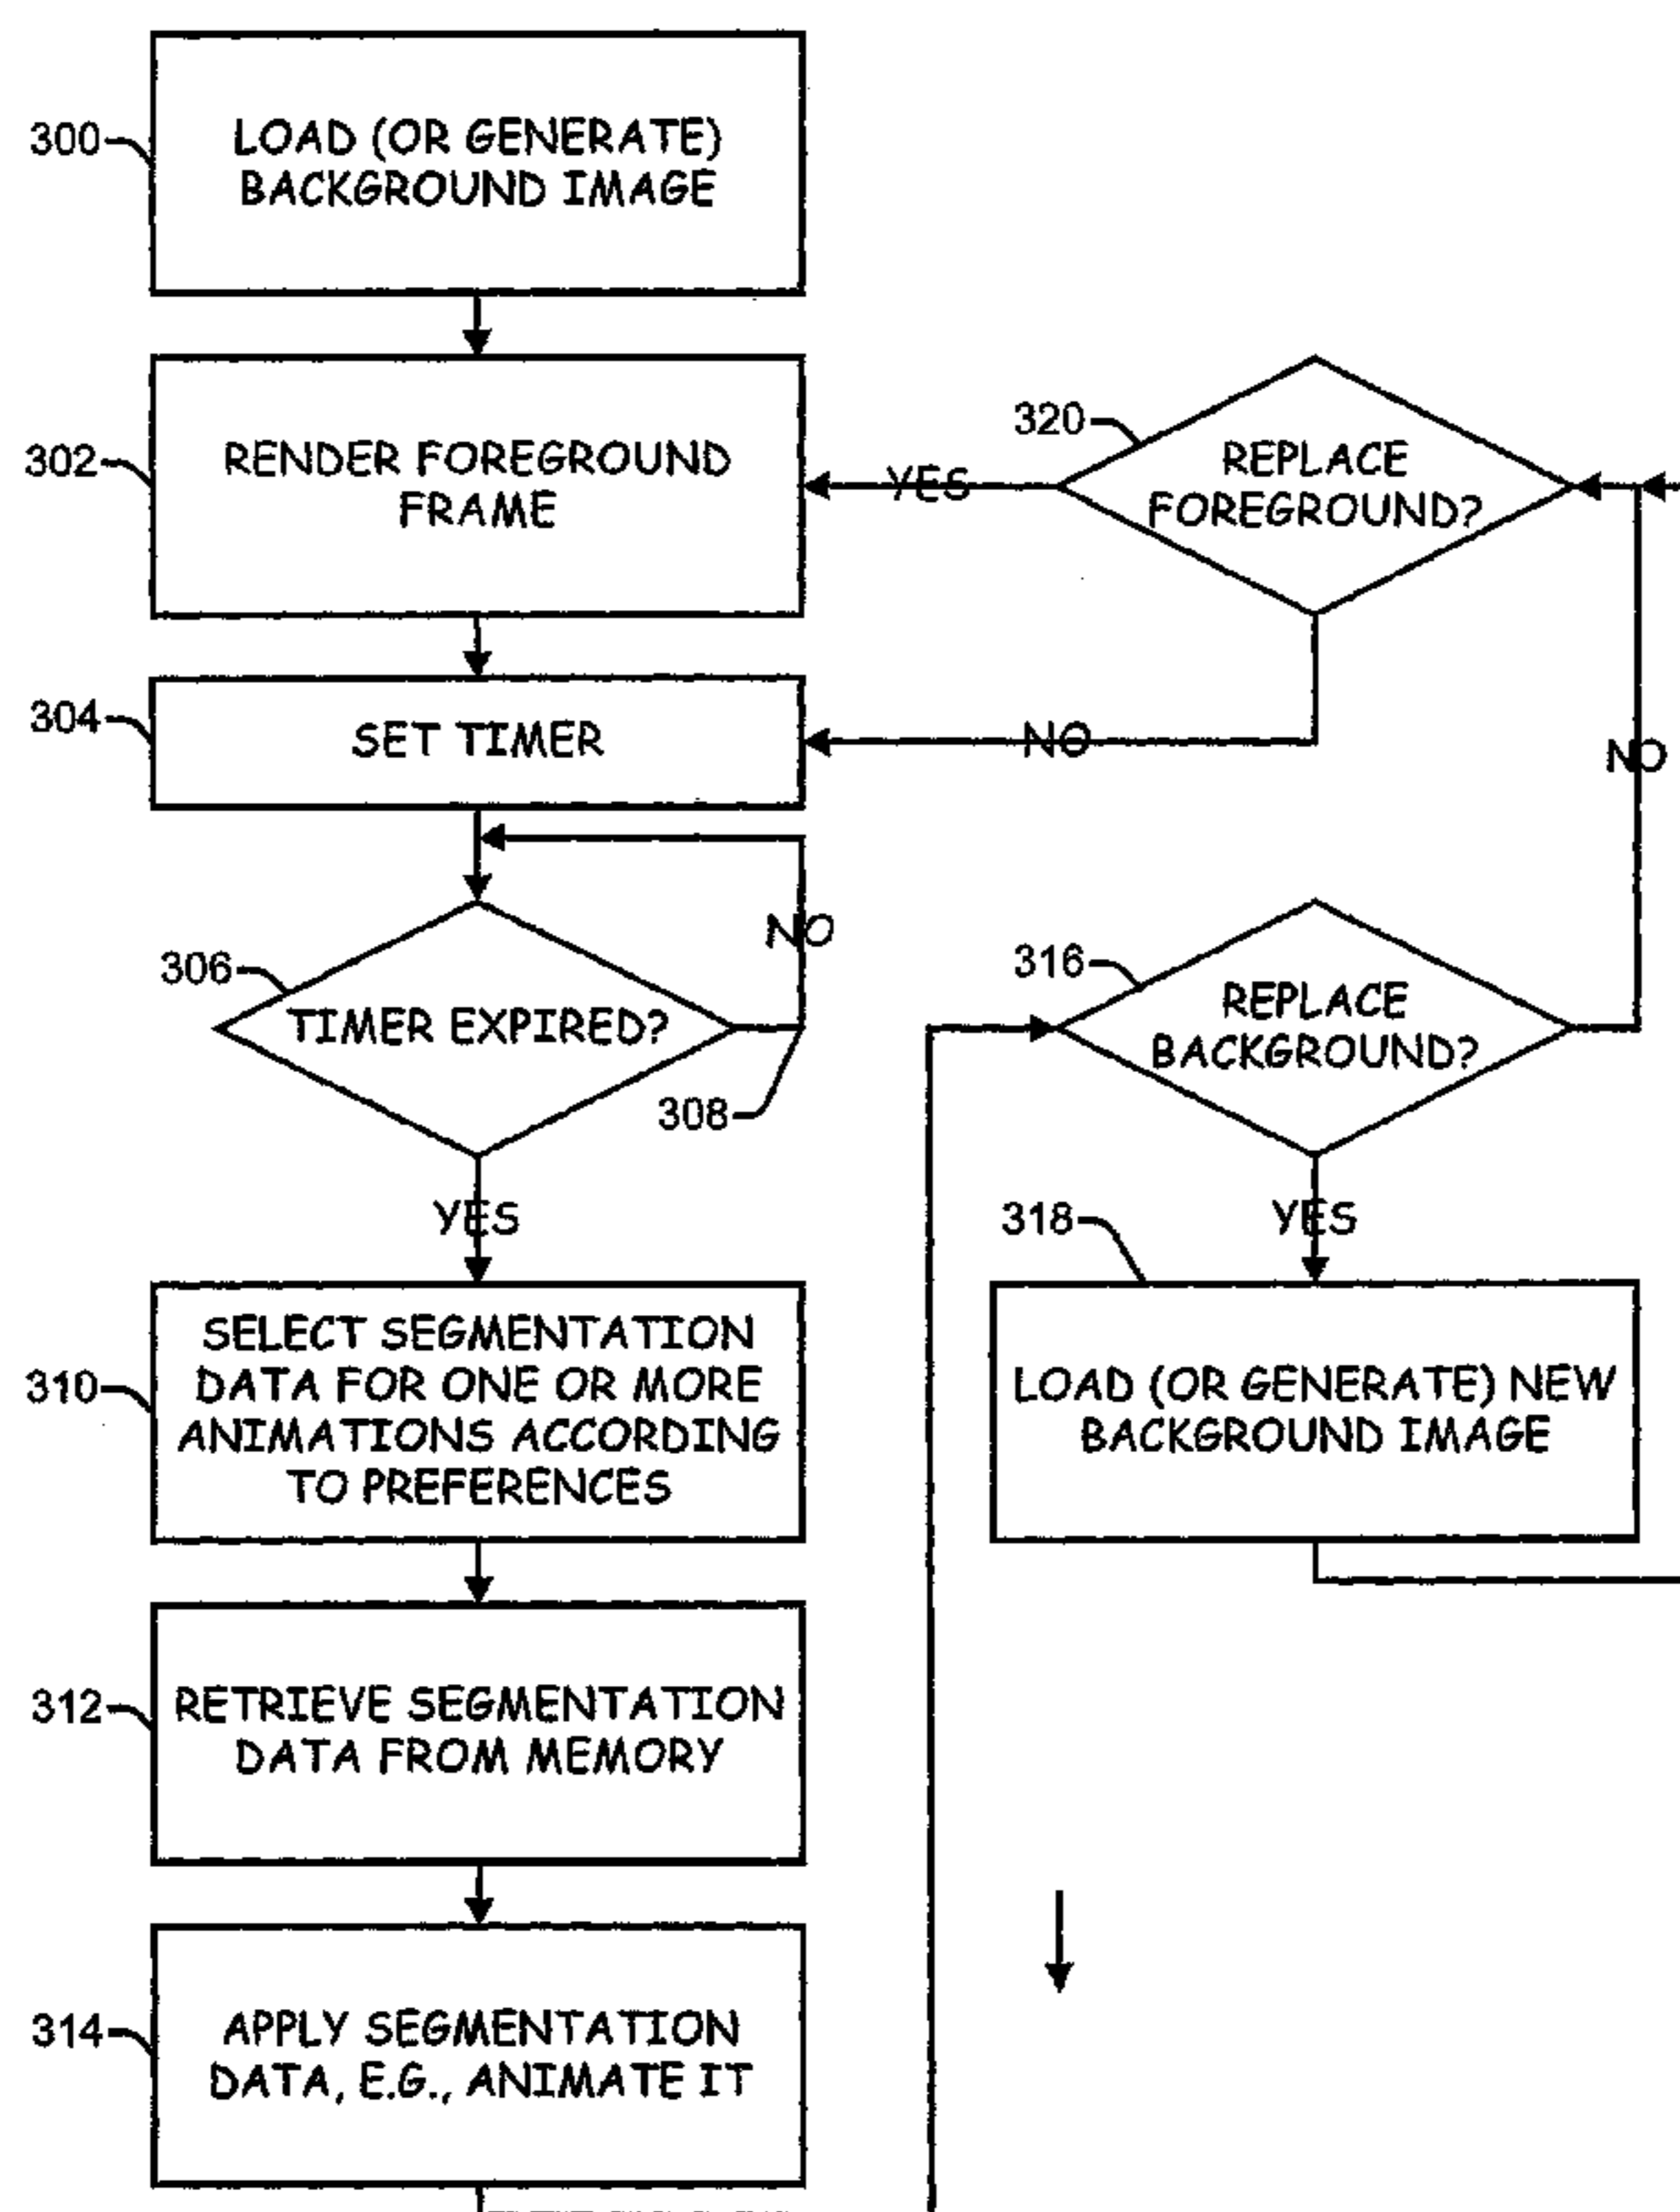 300
LOAD (OR GENERATE)
BACKGROUND IMAGE
302
RENDER FOREGROUND
FRAME
320
REPLACE
FOREGROUND?
YES
304
SET TIMER
NO
NO
NO
306
TIMER EXPIRED?
308
316
REPLACE
BACKGROUND?
YES
318
YES
310
SELECT SEGMENTATION
DATA FOR ONE OR MORE
ANIMATIONS ACCORDING
TO PREFERENCES
LOAD (OR GENERATE) NEW
BACKGROUND IMAGE
312
RETRIEVE SEGMENTATION
DATA FROM MEMORY
314
APPLY SEGMENTATION
DATA, E.G., ANIMATE IT